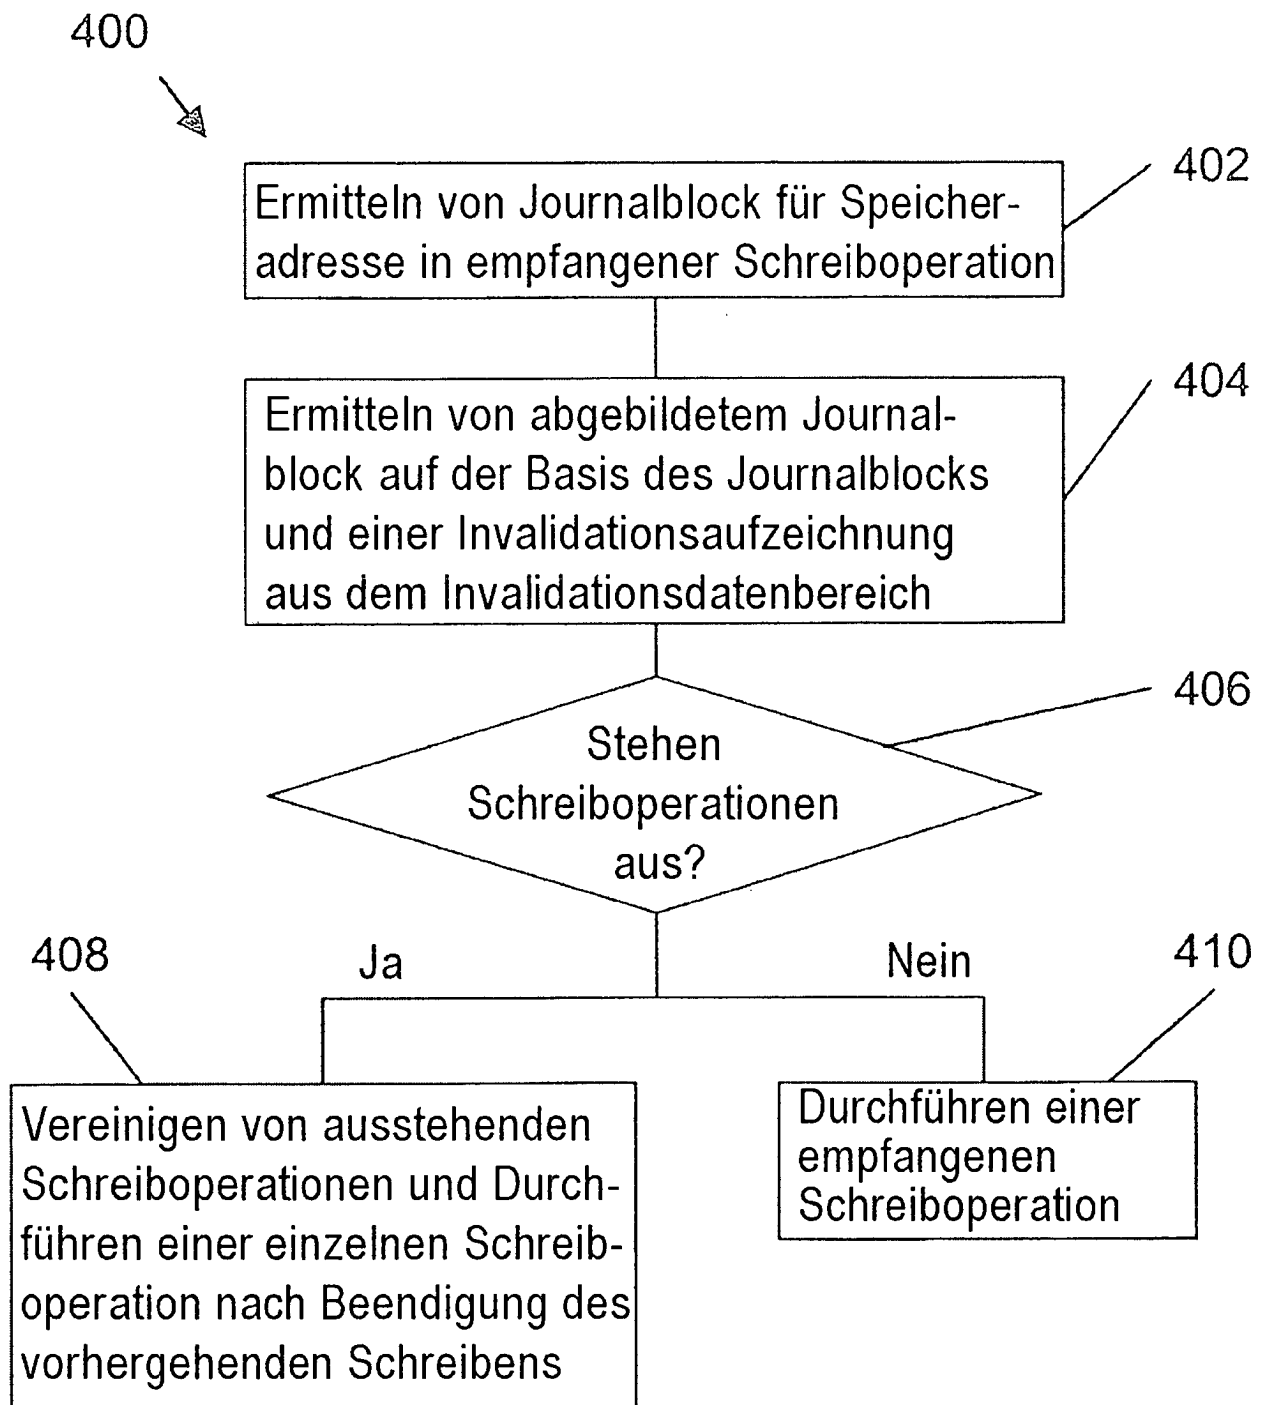 400
402
Ermitteln von Journalblock für Speicher-
adresse in empfangener Schreiboperation
404
Ermitteln von abgebildetem Journal-
block auf der Basis des Journalblocks
und einer Invalidationsaufzeichnung
aus dem Invalidationsdatenbereich
406
Stehen
Schreiboperationen
aus?
408
Ja
Nein
410
Vereinigen von ausstehenden
Schreiboperationen und Durch-
führen einer einzelnen Schreib-
operation nach Beendigung des
vorhergehenden Schreibens
Durchführen einer
empfangenen
Schreiboperation